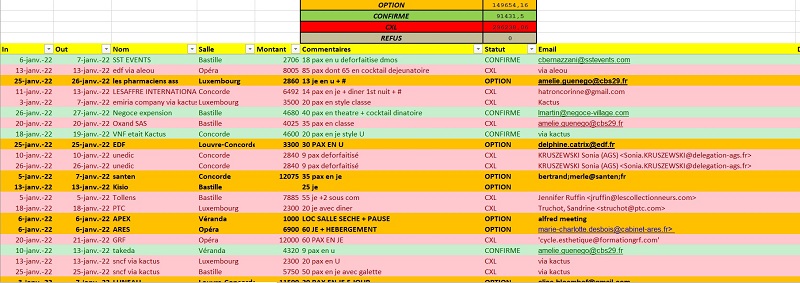 OPTION 149654,16
CONFIRME 91431,5
CXL
REFUS 0
In Out Nom Salle Montant Commentaires Statut Email
6-janv.-22 7-janv.-22 SST EVENTS Bastille 2706 18 pax en u deforfaitise dmos CONFIRME cbernazzani@sstevents.com
13-janv.-22 13-janv.-22 edf via aleou Opéra 8005 85 pax dont 65 en cocktail dejeunatoire CXL via aleou
25-janv.-22 26-janv.-22 les pharmaciens ass Luxembourg 2860 13 je en u + # OPTION amelie.guenego@cbs29.fr
11-janv.-22 13-janv.-22 LESAFFRE INTERNATIONA Concorde 6492 14 pax en je + diner 1st nuit + # CXL hatroncorinne@gmail.com
3-janv.-22 7-janv.-22 emiria company via kactus Luxembourg 3500 20 pax en style classe CXL Kactus
26-janv.-22 27-janv.-22 Negoce expension Bastille 4680 40 pax en theatre + cocktail dinatoire CONFIRME lmartin@negoce-village.com
20-janv.-22 20-janv.-22 Oxand SAS Bastille 4025 35 pax en classe CXL amelie.guenego@cbs29.fr
18-janv.-22 19-janv.-22 VNF etait Kactus Concorde 4600 20 pax en je style U CONFIRME via kactus
25-janv.-22 25-janv.-22 EDF Louvre-Concorde 3300 30 PAX EN U OPTION delphine.catrix@edf.fr
10-janv.-22 10-janv.-22 unedic Concorde 2840 9 pax deforfaitisé CXL KRUSZEWSKI Sonia (AGS) <Sonia.KRUSZEWSKI@delegation-ags.fr>
26-janv.-22 26-janv.-22 unedic Concorde 2840 9 pax deforfaitisé CXL KRUSZEWSKI Sonia (AGS) <Sonia.KRUSZEWSKI@delegation-ags.fr>
5-janv.-22 7-janv.-22 santen Concorde 12075 35 pax en je OPTION bertrand;merle@santen;fr
13-janv.-22 13-janv.-22 Kisio Bastille 25 je OPTION
5-janv.-22 5-janv.-22 Tollens Bastille 7885 55 je +2 sous com CXL Jennifer Ruffin <jruffin@lescollectionneurs.com>
18-janv.-22 18-janv.-22 PTC Luxembourg 2300 20 je avec diner CXL Truchot, Sandrine <struchot@ptc.com>
6-janv.-22 6-janv.-22 APEX Véranda 1000 LOC SALLE SECHE + PAUSE OPTION alfred meeting
6-janv.-22 6-janv.-22 ARES Opéra 6900 60 JE + HEBERGEMENT OPTION marie-charlotte.desbois@cabinet-ares.fr>
20-janv.-22 21-janv.-22 GRF Opéra 12000 60 PAX EN JE CXL 'cycle.esthetique@formationgrf.com'
10-janv.-22 13-janv.-22 takeda Véranda 4320 9 pax en u CONFIRME amelie.guenego@cbs29.fr
13-janv.-22 13-janv.-22 sncf via kactus Luxembourg 2300 20 pax en U CXL via kactus
25-janv.-22 25-janv.-22 sncf via kactus Bastille 5750 50 pax en je avec galette CXL via kactus